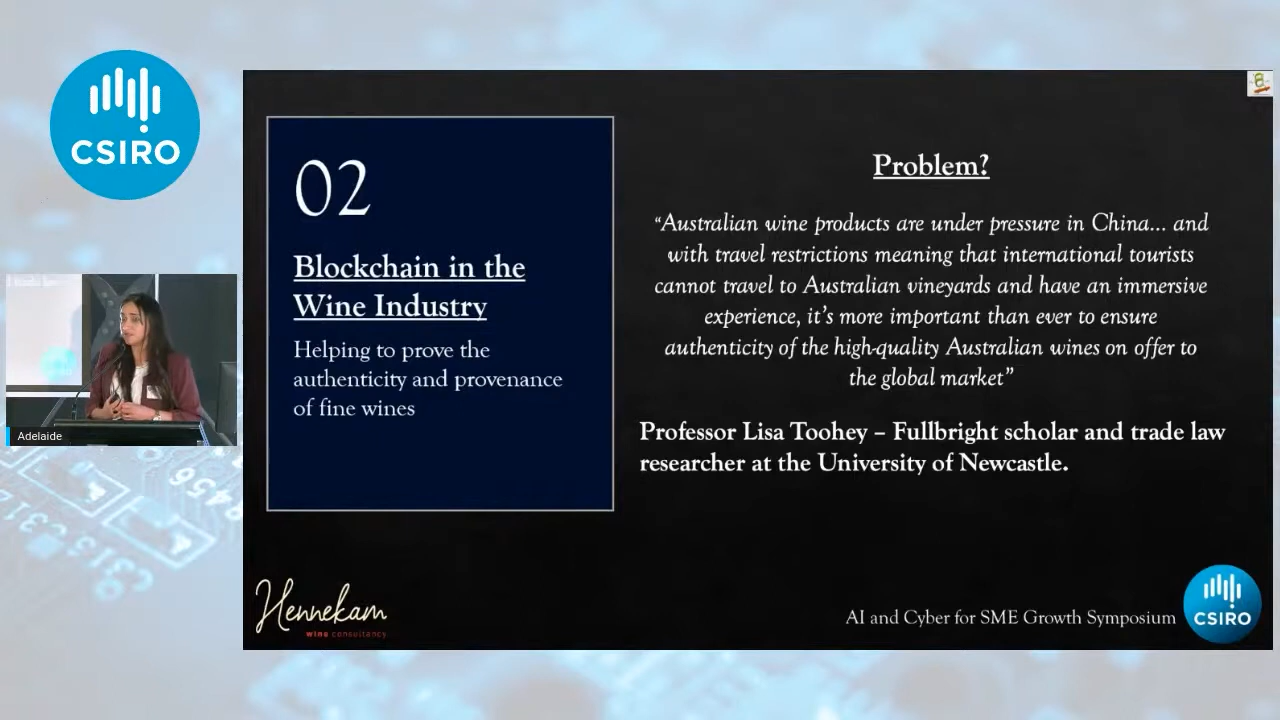 CSIRO
02
Blockchain in the
Wine Industry
Helping to prove the
authenticity and provenance
of fine wines
Problem?
“Australian wine products are under pressure in China... and
with travel restrictions meaning that international tourists
cannot travel to Australian vineyards and have an immersive
experience, it’s more important than ever to ensure
authenticity of the high-quality Australian wines on offer to
the global market”
Professor Lisa Toohey – Fullbright scholar and trade law
researcher at the University of Newcastle.
Adelaide
Hennekam
wine consultancy
AI and Cyber for SME Growth Symposium
CSIRO